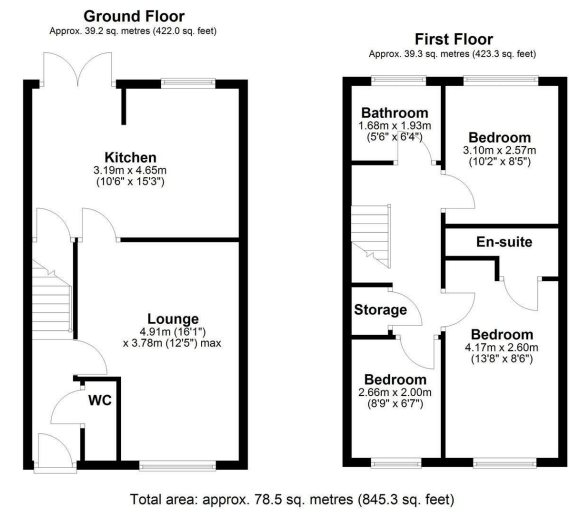 Ground Floor
Approx. 39.2 sq. metres (422.0 sq. feet)
Kitchen
3.19m x 4.65m
(10'6" x 15'3")
Lounge
4.91m (16'1")
x 3.78m (12'5") max
WC
First Floor
Approx. 39.3 sq. metres (423.3 sq. feet)
Bathroom
1.68m x 1.93m
(5'6" x 6'4")
Bedroom
3.10m x 2.57m
(10'2" x 8'5")
En-suite
Storage
Bedroom
4.17m x 2.60m
(13'8" x 8'6")
Bedroom
2.66m x 2.00m
(8'9" x 6'7")
Total area: approx. 78.5 sq. metres (845.3 sq. feet)